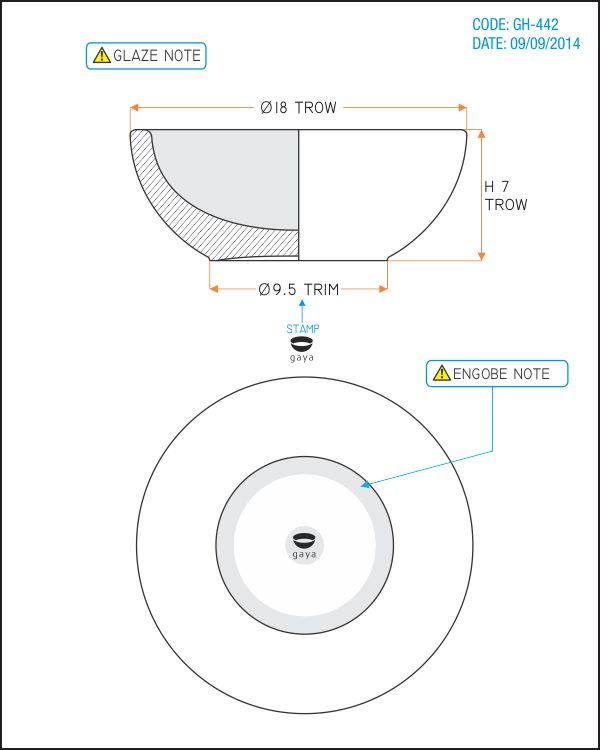 CODE: GH-442
DATE: 09/09/2014
GLAZE NOTE
Ø18 TROW
H 7
TROW
Ø9.5 TRIM
STAMP
gaya
ENGOBE NOTE
gaya